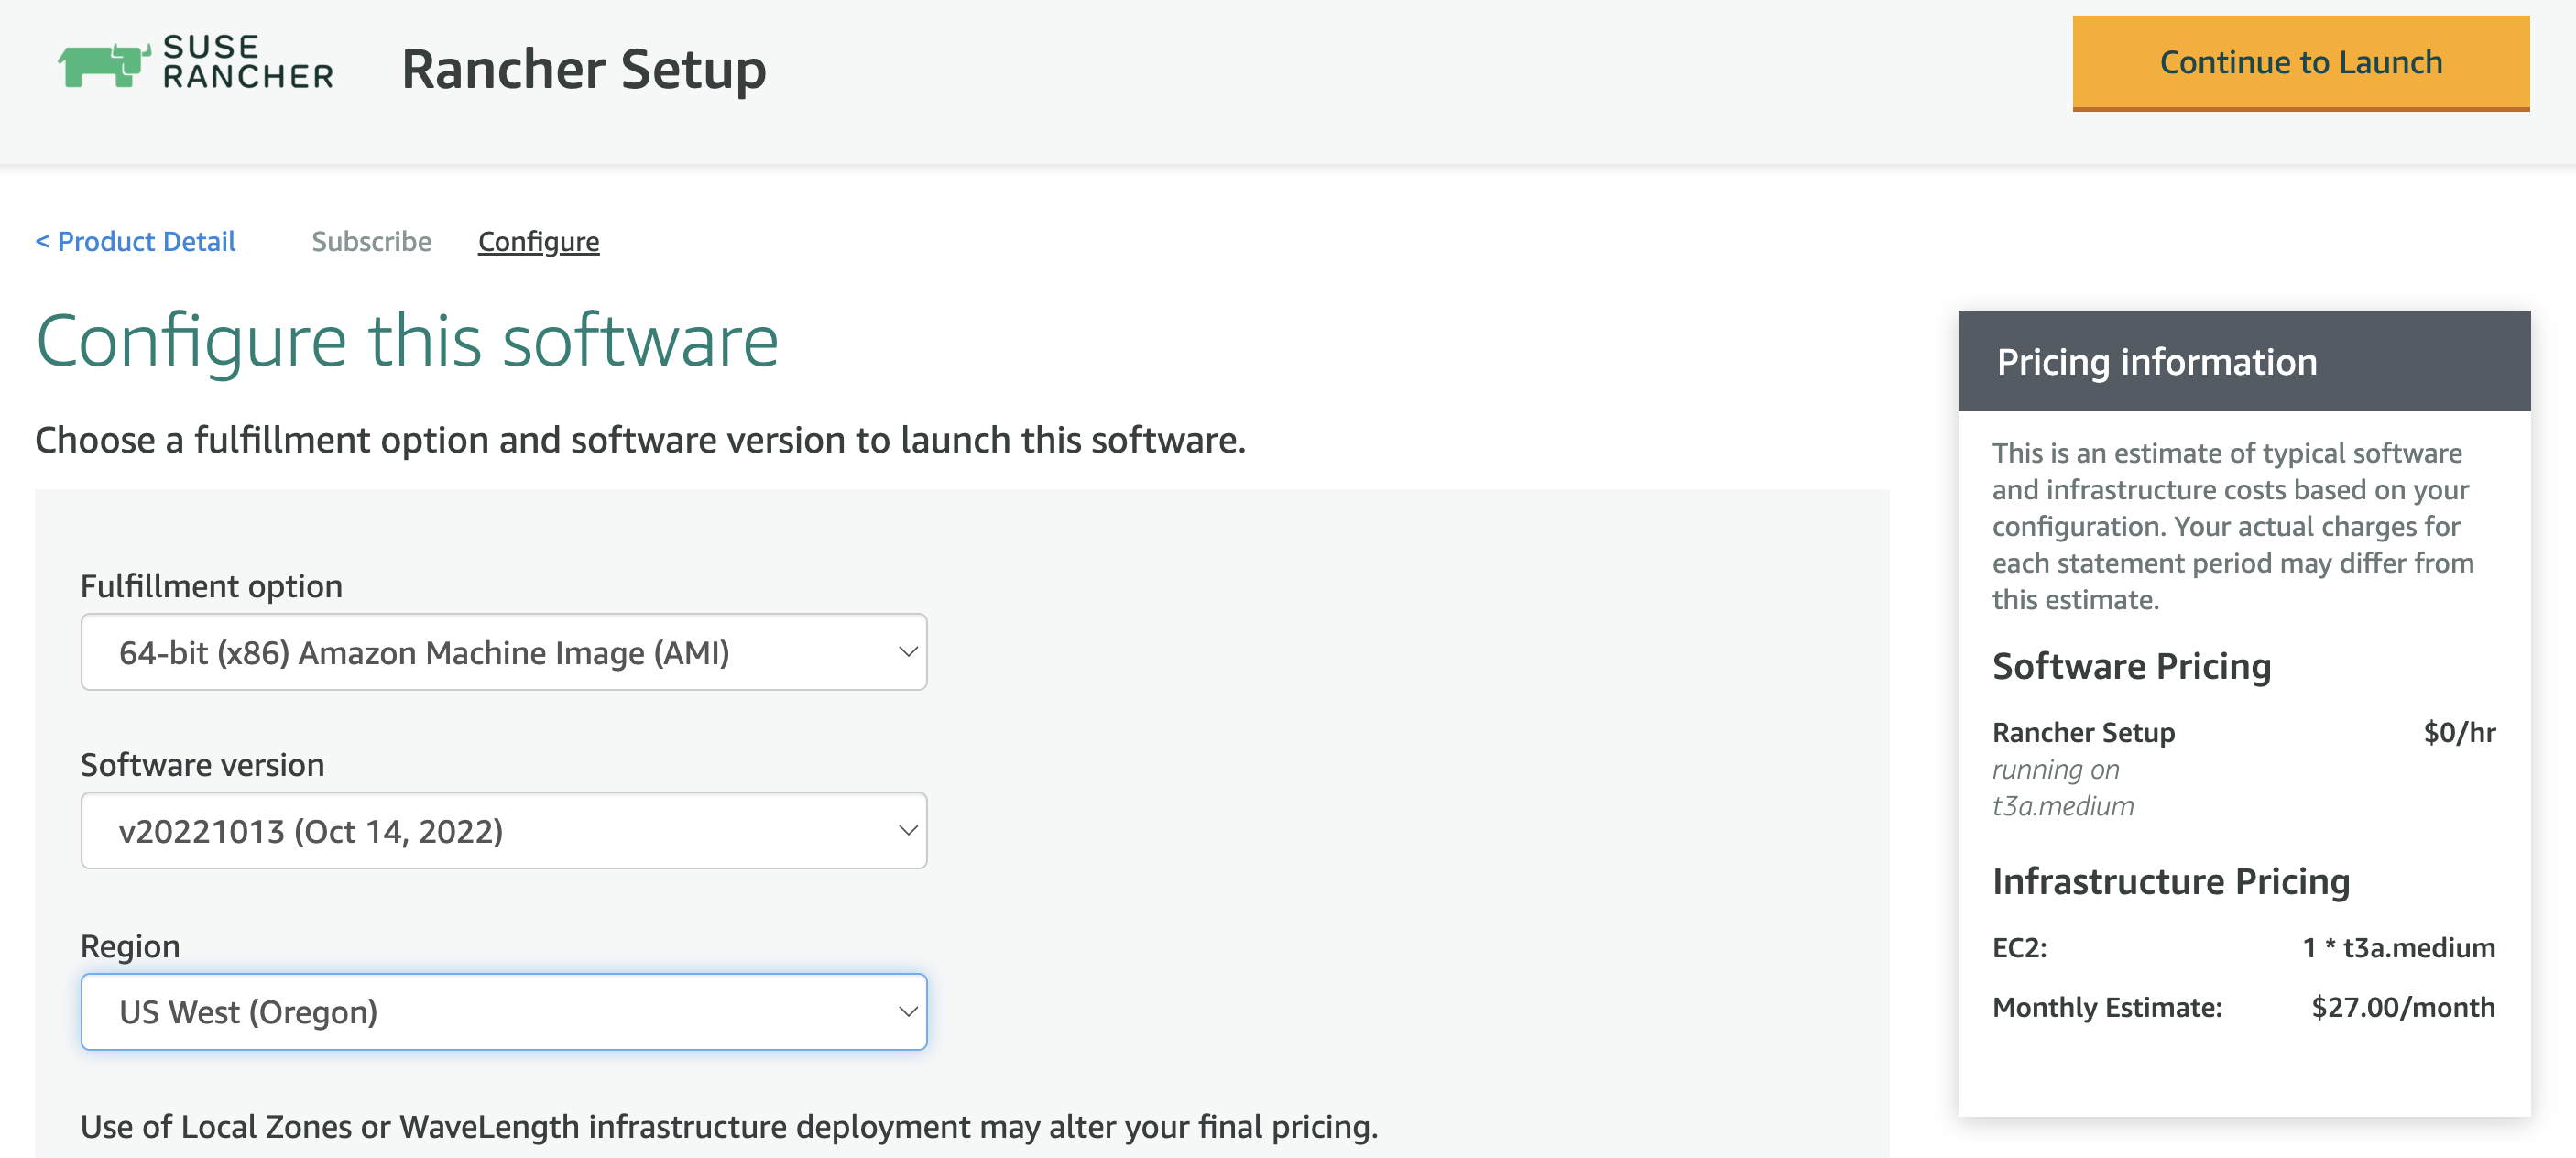 SUSE
RANCHER
Rancher Setup
Continue to Launch
< Product Detail
Subscribe
Configure
Configure this software
Choose a fulfillment option and software version to launch this software.
Fulfillment option
64-bit (x86) Amazon Machine Image (AMI)
Software version
v20221013 (Oct 14, 2022)
Region
US West (Oregon)
Use of Local Zones or WaveLength infrastructure deployment may alter your final pricing.
Pricing information
This is an estimate of typical software
and infrastructure costs based on your
configuration. Your actual charges for
each statement period may differ from
this estimate.
Software Pricing
Rancher Setup $0/hr
running on
t3a.medium
Infrastructure Pricing
EC2: 1 * t3a.medium
Monthly Estimate: $27.00/month